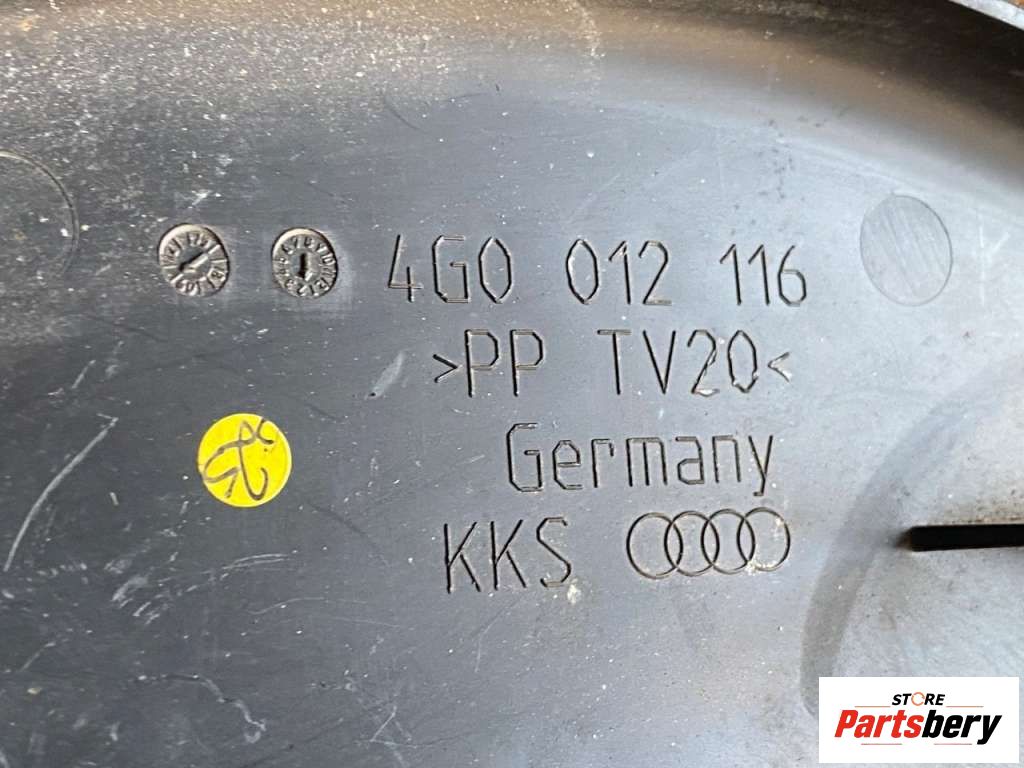 4G0 012 116
>PP TV20<
Germany
KKS
STORE
Partsbery